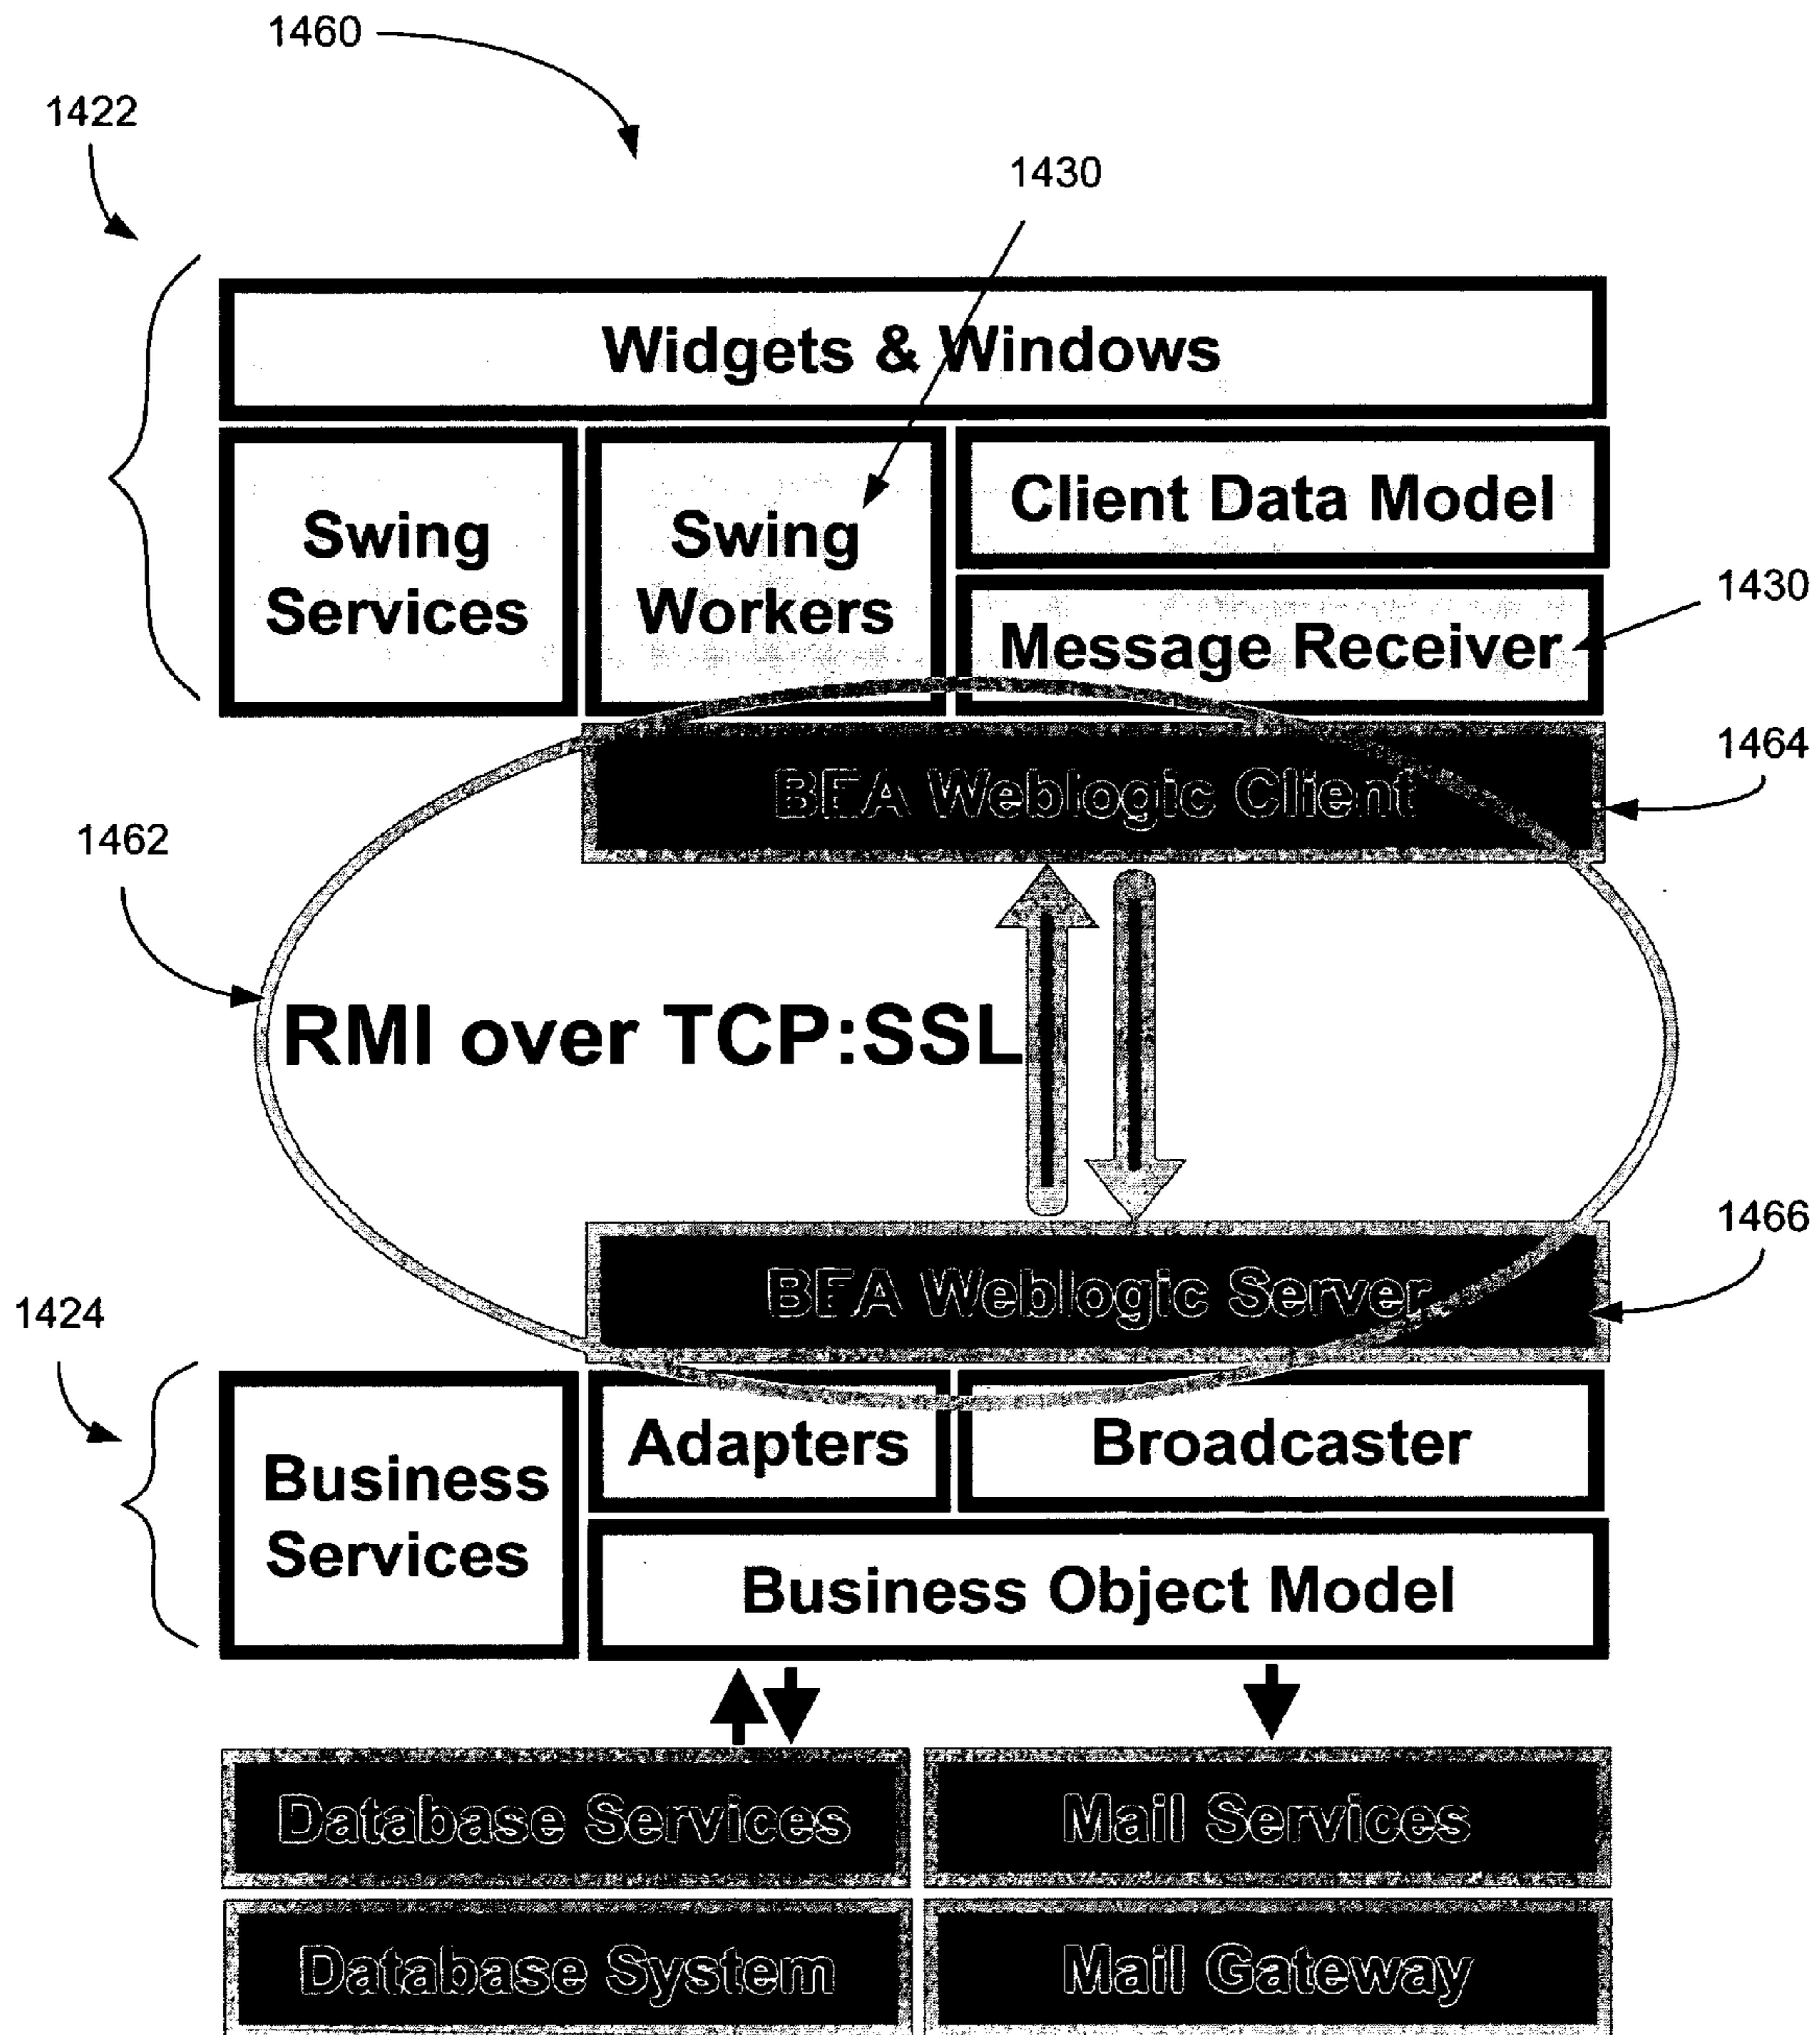 1460
1422
1430
Widgets & Windows
Swing
Services
Swing
Workers
Client Data Model
1430
Message Receiver
1464
BEA Weblogic Client
1462
RMI over TCP:SSL
1466
BEA Weblogic Server
1424
Business
Services
Adapters
Broadcaster
Business Object Model
Database Services
Mail Services
Database System
Mail Gateway